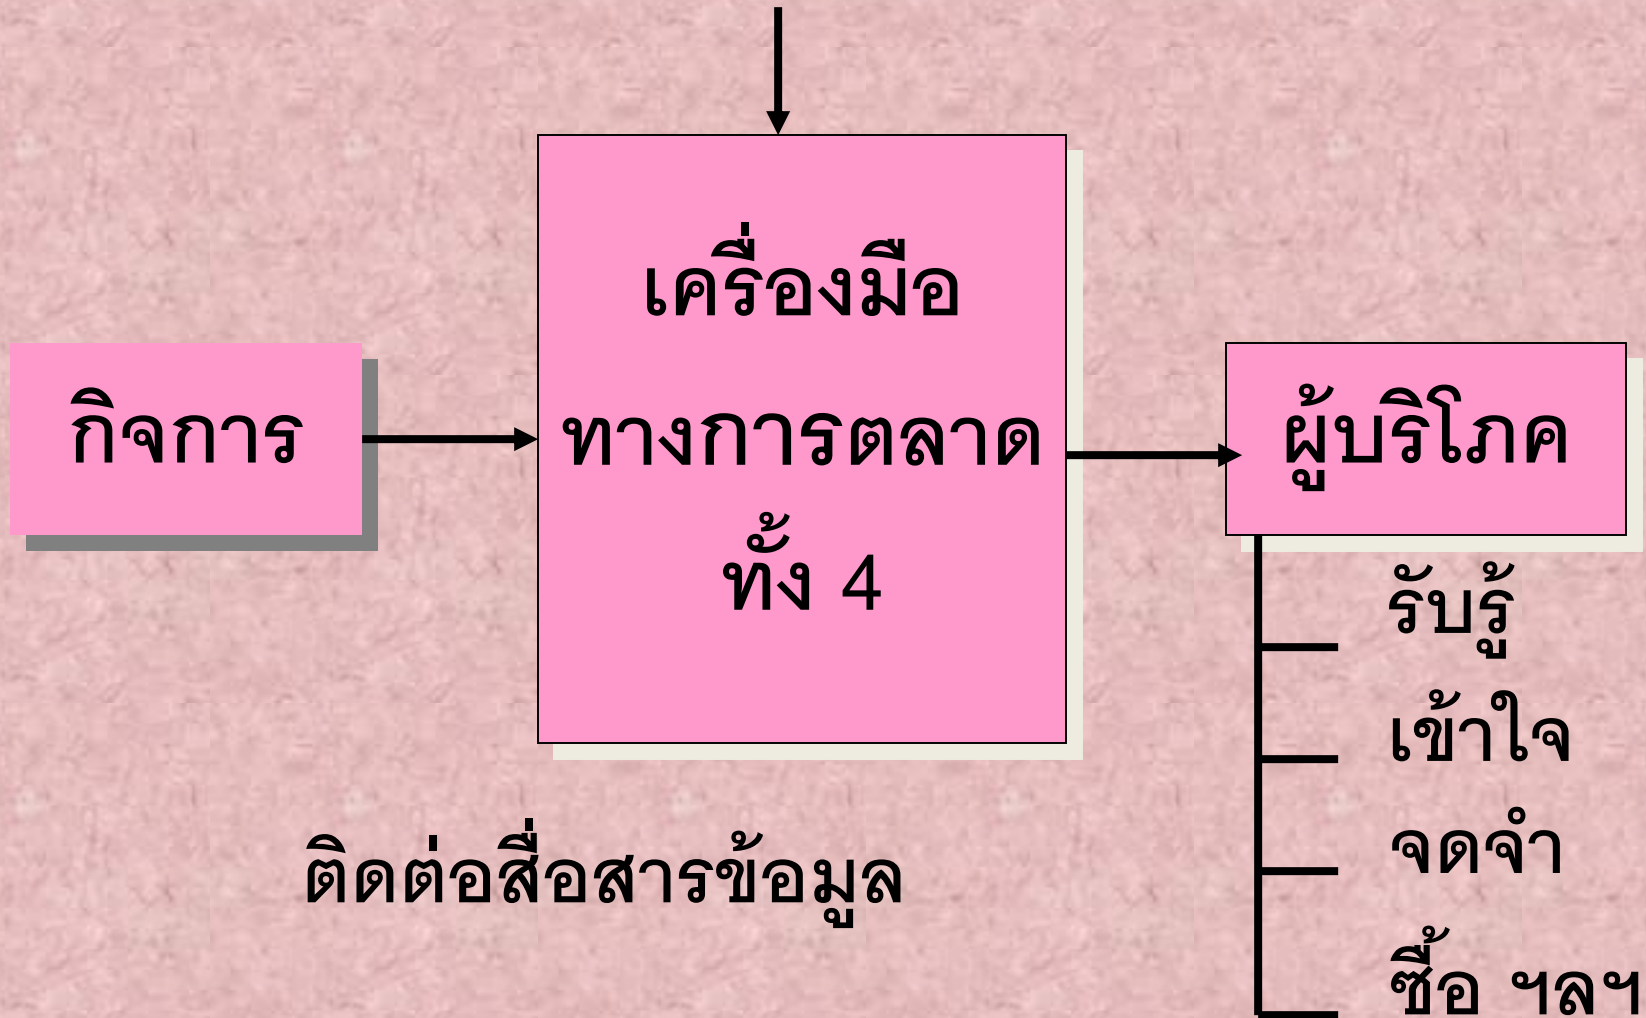 กิจการ
เครื่องมือ
ทางการตลาด
ทั้ง 4
ผู้บริโภค
รับรู้
เข้าใจ
จดจำ
ซื้อ ฯลฯ
ติดต่อสื่อสารข้อมูล